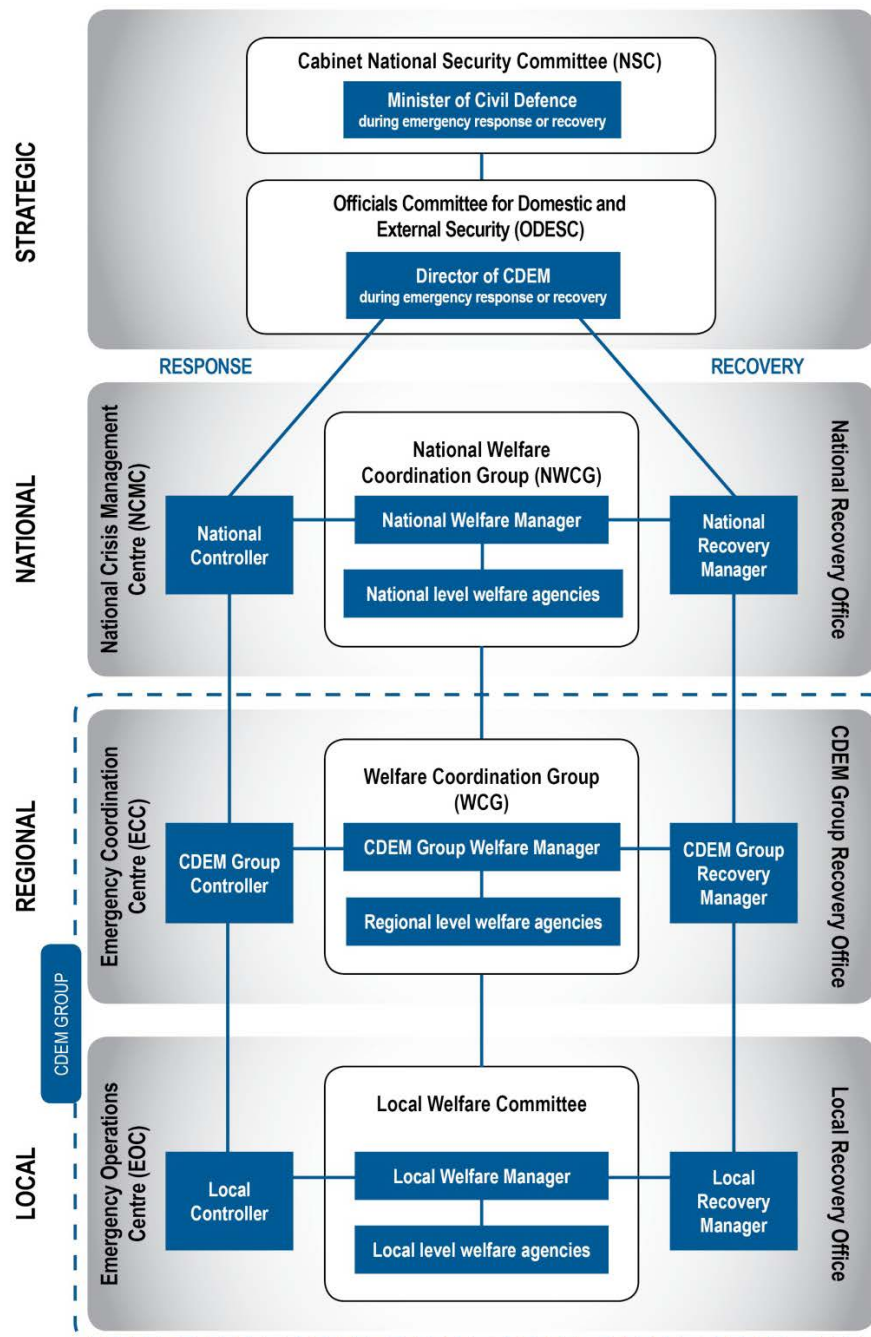 STRATEGIC
Cabinet National Security Committee (NSC)
Minister of Civil Defence
during emergency response or recovery
Officials Committee for Domestic and
External Security (ODESC)
Director of CDEM
during emergency response or recovery
RESPONSE
RECOVERY
NATIONAL
National Crisis Management
Centre (NCMC)
National Welfare
Coordination Group (NWCG)
National
Controller
National Welfare Manager
National level welfare agencies
National
Recovery
Manager
National Recovery Office
CDEM GROUP
REGIONAL
Emergency Coordination
Centre (ECC)
Welfare Coordination Group
(WCG)
CDEM Group
Controller
CDEM Group Welfare Manager
Regional level welfare agencies
CDEM Group
Recovery
Manager
CDEM Group Recovery Office
LOCAL
Emergency Operations
Centre (EOC)
Local Welfare Committee
Local
Controller
Local Welfare Manager
Local level welfare agencies
Local
Recovery
Manager
Local Recovery Office